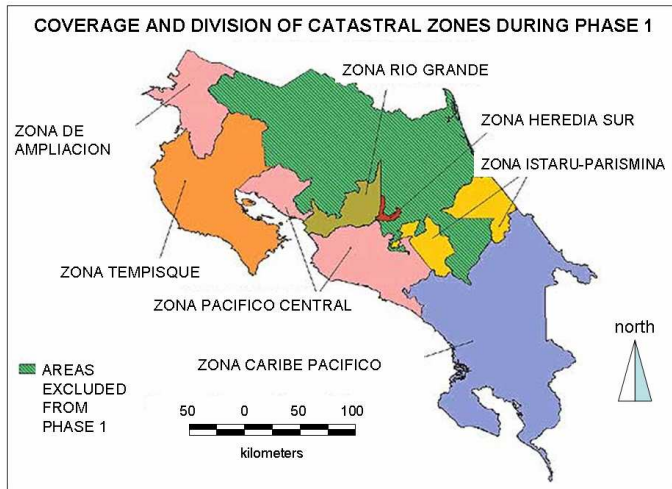 COVERAGE AND DIVISION OF CATASTRAL ZONES DURING PHASE 1
ZONA RIO GRANDE
ZONA HEREDIA SUR
ZONA DE
AMPLIACION
ZONA ISTARU-PARISMINA
ZONA TEMPISQUE
ZONA PACIFICO CENTRAL
ZONA CARIBE PACIFICO
north
AREAS
EXCLUDED
FROM
PHASE 1
50 0 50 100
kilometers